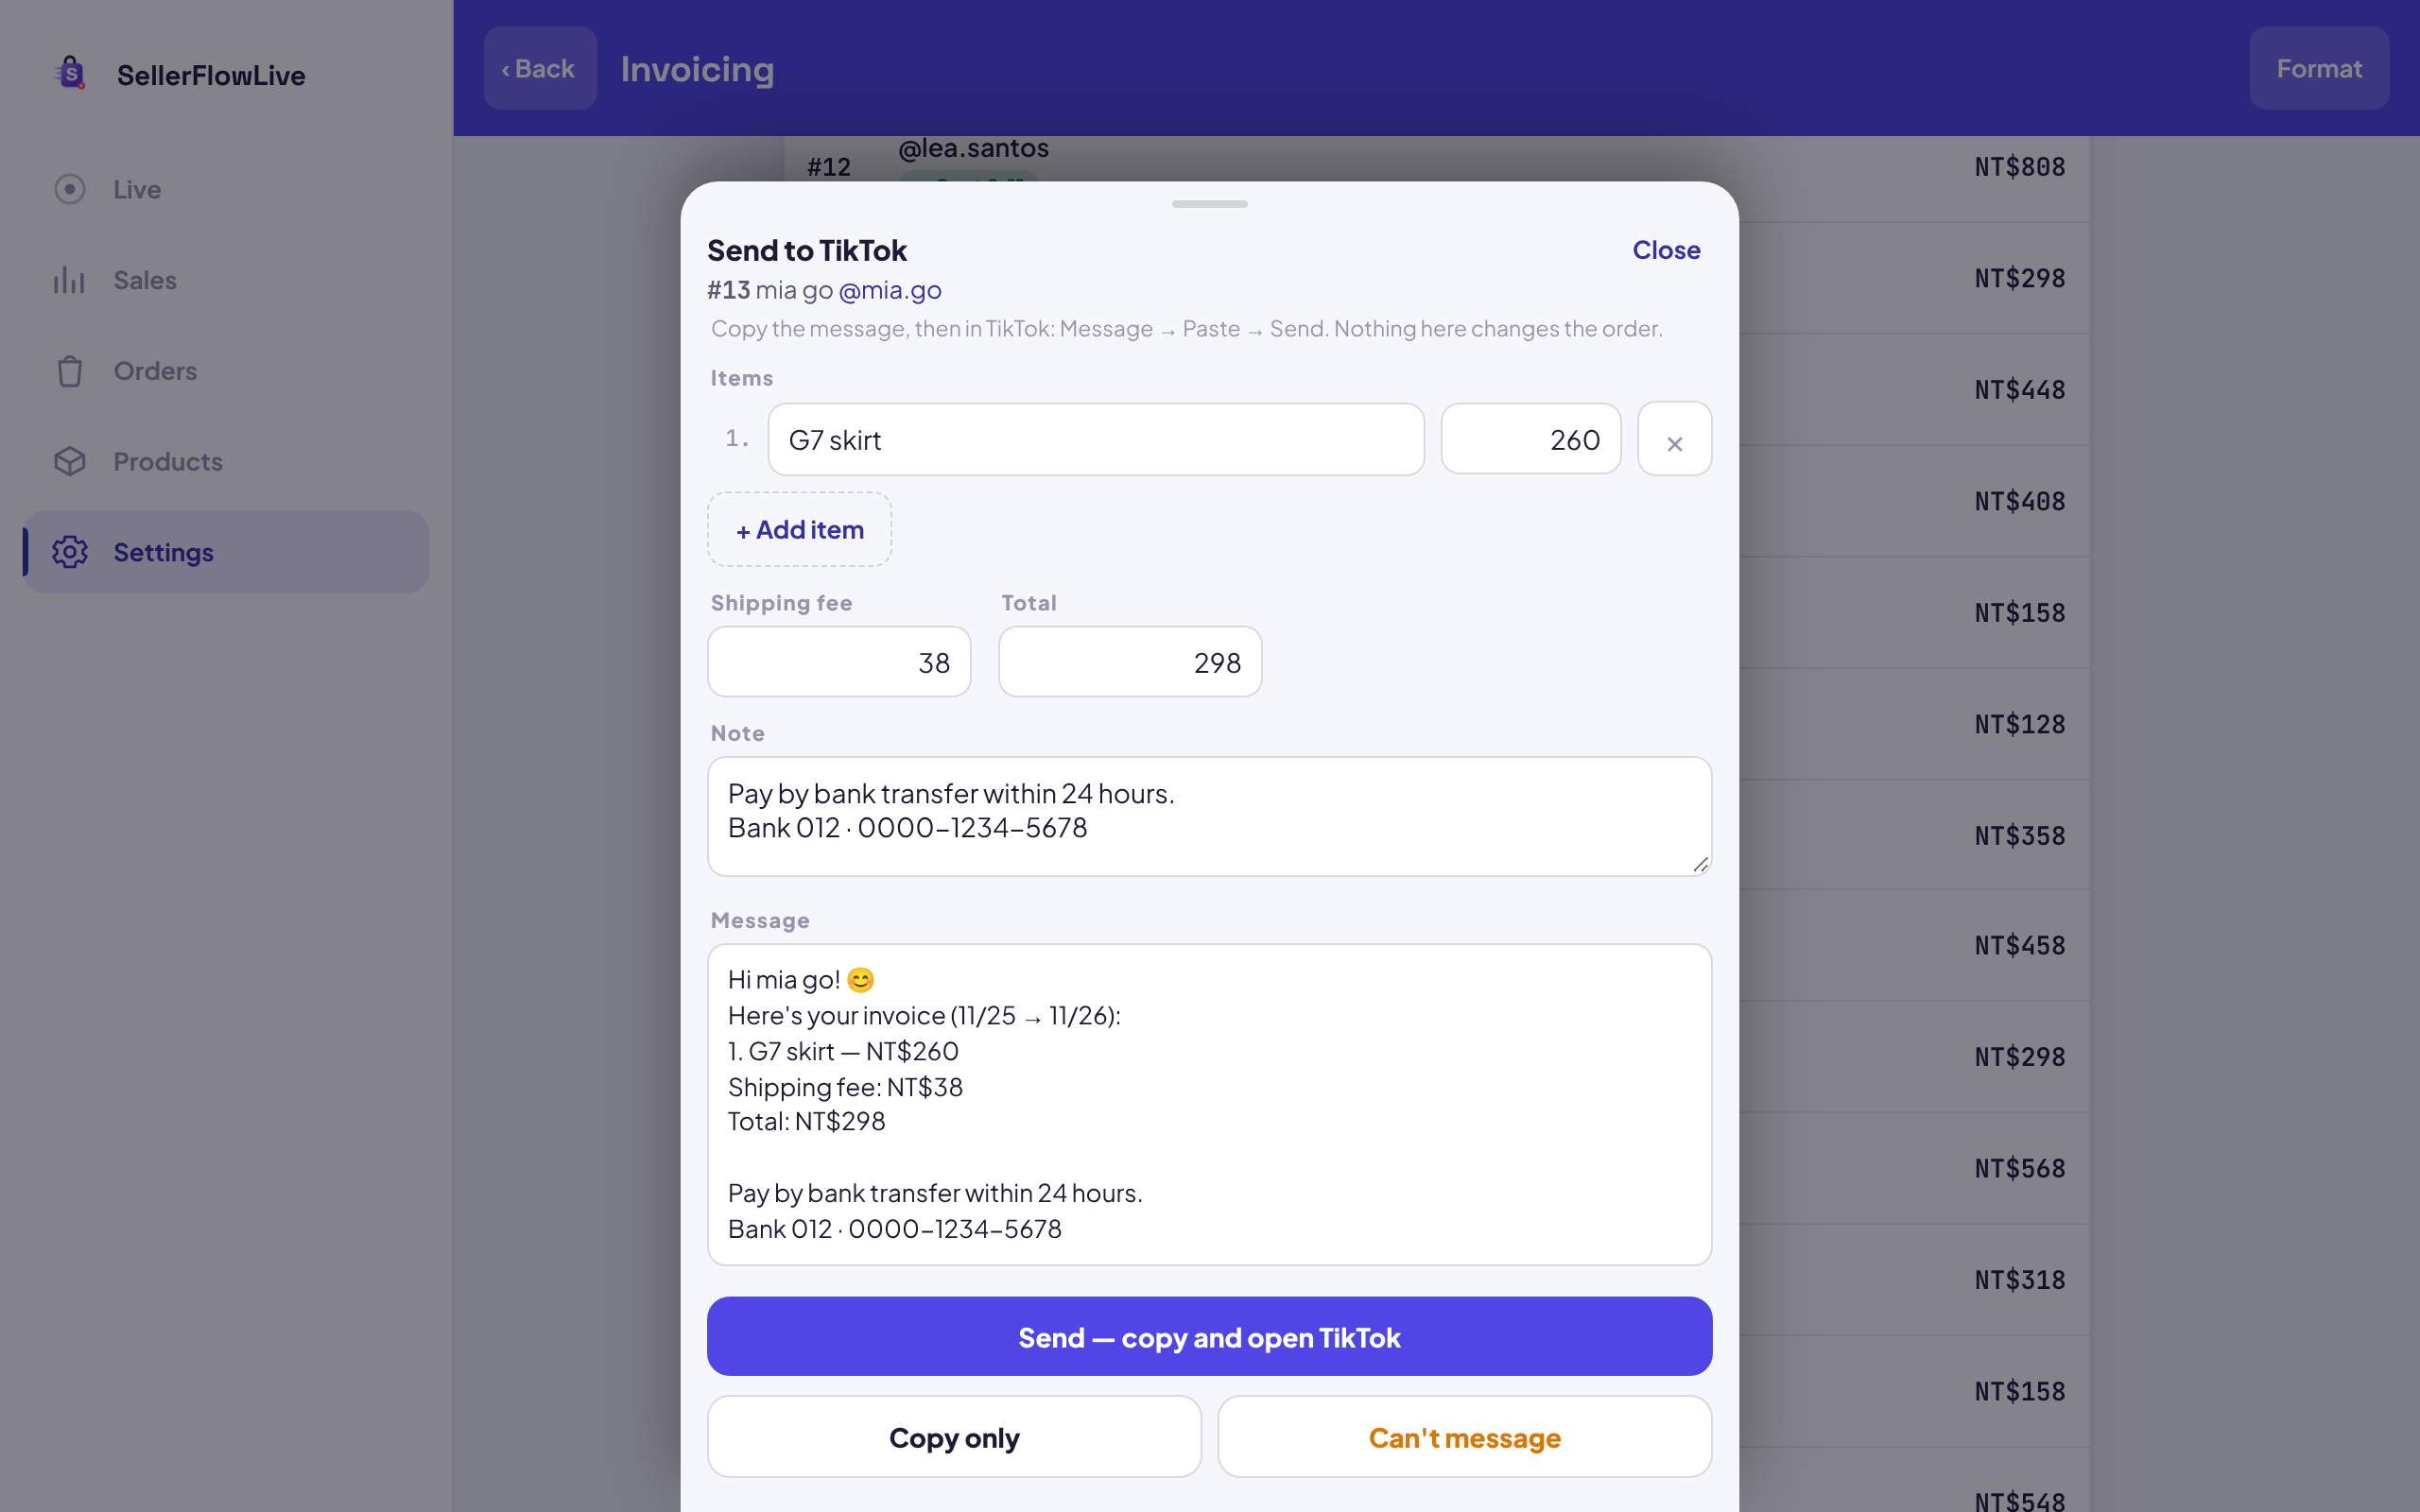 SellerFlowLive
Live
Sales
Orders
Products
Settings
‹ Back
Invoicing
Format
#12
@lea.santos
NT$808
NT$298
NT$448
NT$408
NT$158
NT$128
NT$358
NT$458
NT$298
NT$568
NT$318
NT$158
NT$548
Send to TikTok
Close
#13 mia go @mia.go
Copy the message, then in TikTok: Message → Paste → Send. Nothing here changes the order.
Items
1.
G7 skirt
260
×
+ Add item
Shipping fee
Total
38
298
Note
Pay by bank transfer within 24 hours.
Bank 012 · 0000-1234-5678
Message
Hi mia go! 😊
Here's your invoice (11/25 → 11/26):
1. G7 skirt — NT$260
Shipping fee: NT$38
Total: NT$298
Pay by bank transfer within 24 hours.
Bank 012 · 0000-1234-5678
Send — copy and open TikTok
Copy only
Can't message